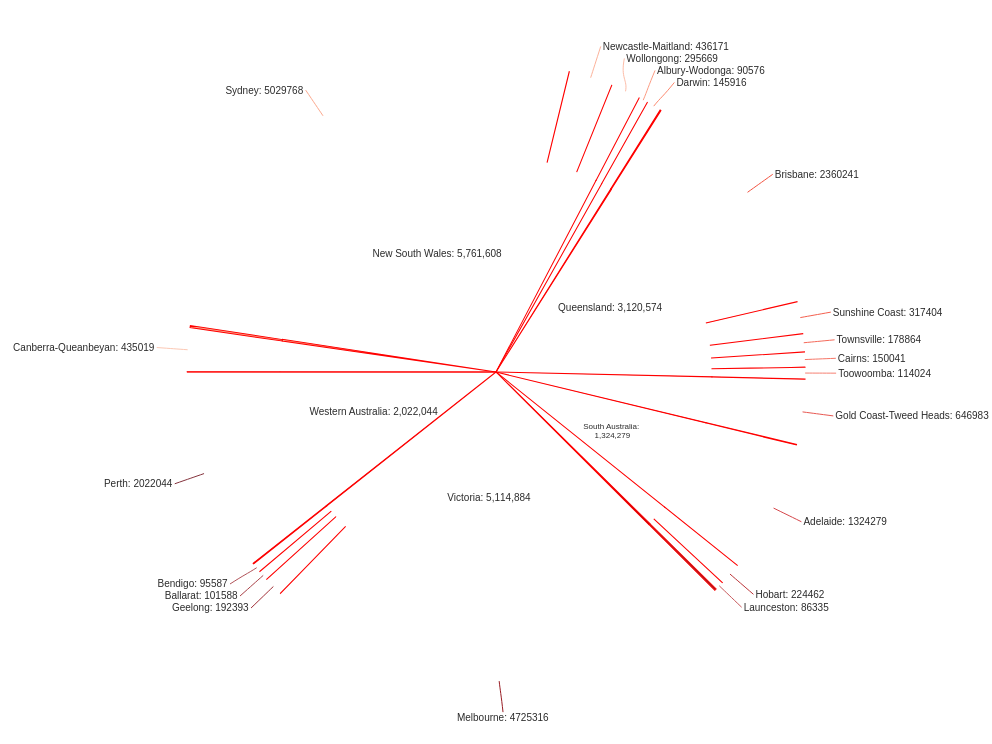 Newcastle-Maitland: 436171
Wollongong: 295669
Albury-Wodonga: 90576
Darwin: 145916
Sydney: 5029768
Brisbane: 2360241
New South Wales: 5,761,608
Queensland: 3,120,574
Sunshine Coast: 317404
Townsville: 178864
Canberra-Queanbeyan: 435019
Cairns: 150041
Toowoomba: 114024
Western Australia: 2,022,044
Gold Coast-Tweed Heads: 646983
South Australia:
1,324,279
Perth: 2022044
Victoria: 5,114,884
Adelaide: 1324279
Bendigo: 95587
Ballarat: 101588
Geelong: 192393
Hobart: 224462
Launceston: 86335
Melbourne: 4725316